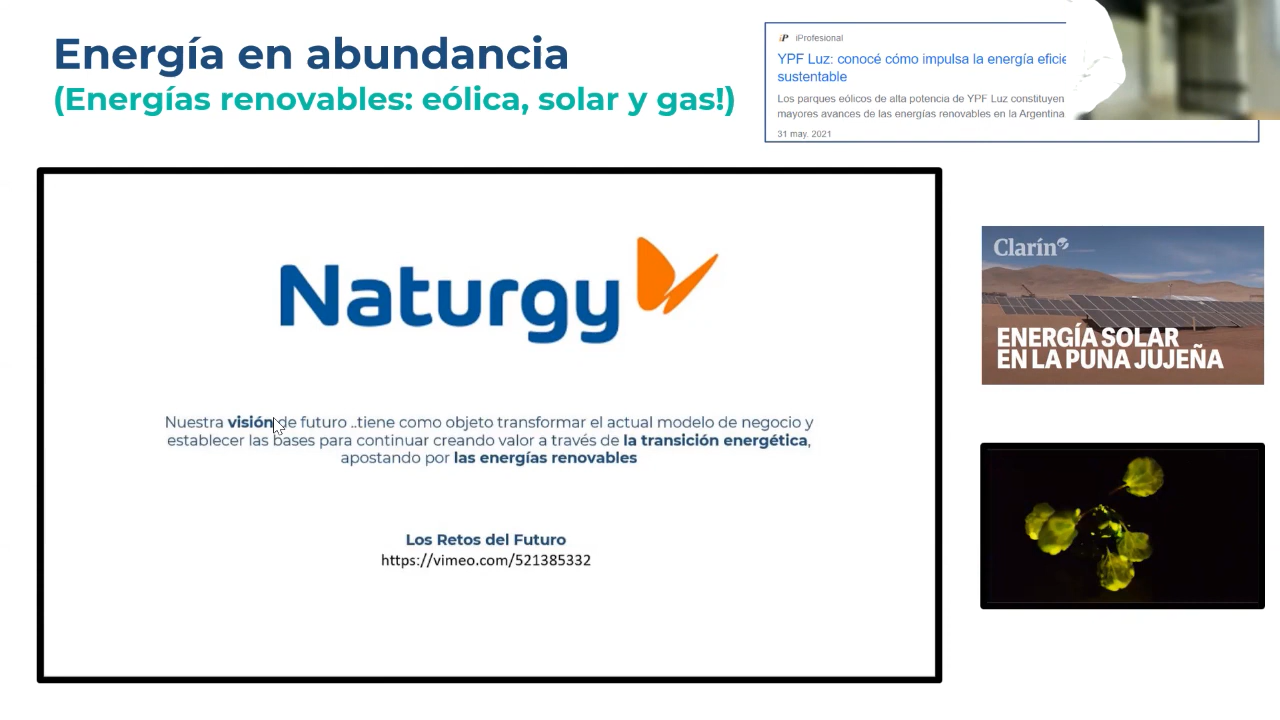 Energía en abundancia
(Energías renovables: eólica, solar y gas!)
iP iProfesional
YPF Luz: conocé cómo impulsa la energía
sustentable
Los parques eólicos de alta potencia de YPF Luz constituyen
mayores avances de las energías renovables en la Argentina
31 may. 2021
Naturgy
Nuestra visión de futuro ..tiene como objeto transformar el actual modelo de negocio y
establecer las bases para continuar creando valor a través de la transición energética,
apostando por las energías renovables
Los Retos del Futuro
https://vimeo.com/521385332
Clarín
ENERGÍA SOLAR
EN LA PUNA JUJEÑA